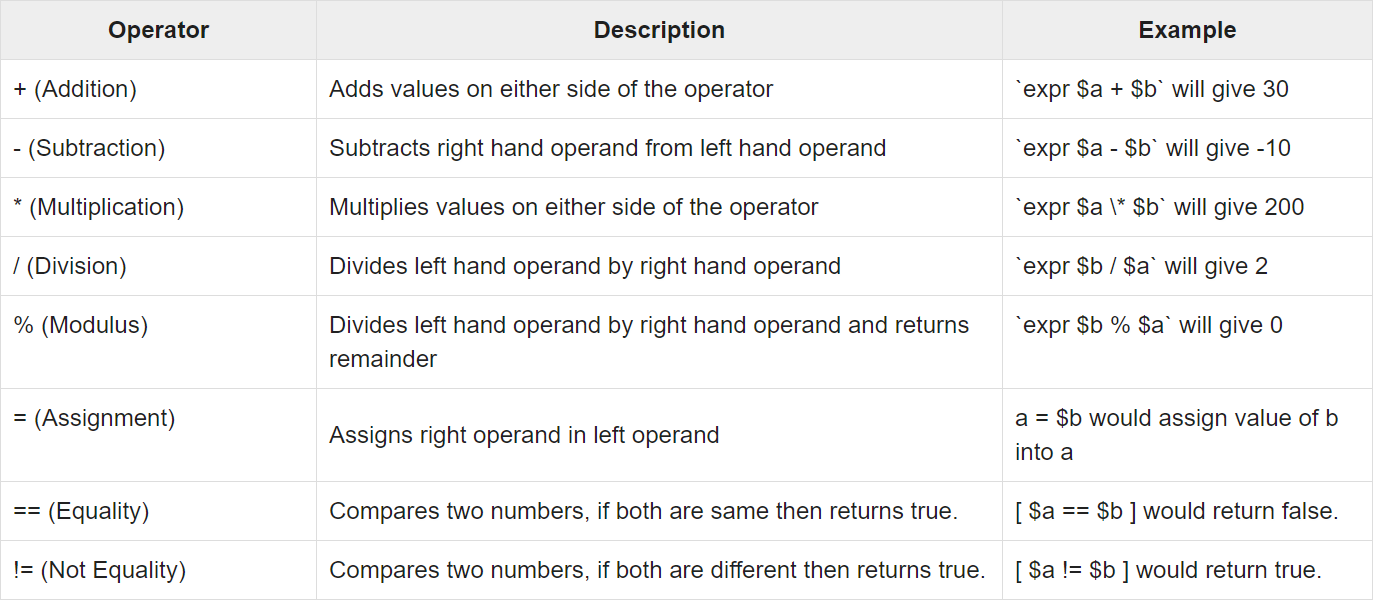 Operator Description Example
+ (Addition) Adds values on either side of the operator `expr $a + $b` will give 30
- (Subtraction) Subtracts right hand operand from left hand operand `expr $a - $b` will give -10
* (Multiplication) Multiplies values on either side of the operator `expr $a \* $b` will give 200
/ (Division) Divides left hand operand by right hand operand `expr $b / $a` will give 2
% (Modulus) Divides left hand operand by right hand operand and returns
remainder
`expr $b % $a` will give 0
= (Assignment) Assigns right operand in left operand
a = $b would assign value of b
into a
== (Equality) Compares two numbers, if both are same then returns true. [ $a == $b ] would return false.
!= (Not Equality) Compares two numbers, if both are different then returns true. [ $a != $b ] would return true.